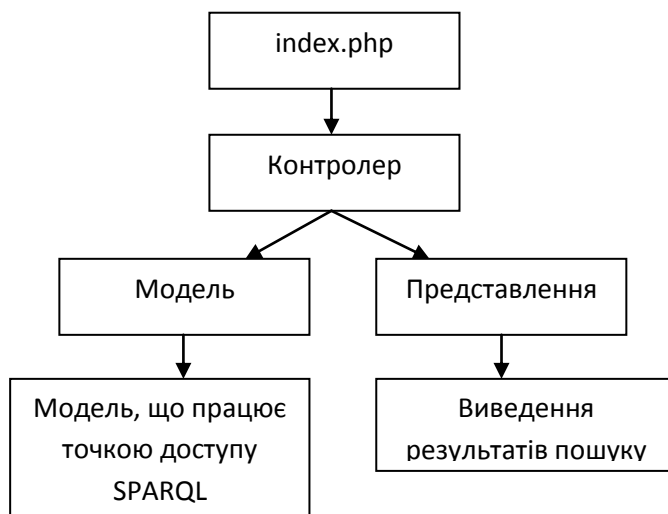 index.php
Контролер
Модель
Представлення
Модель, що працює
точкою доступу
SPARQL
Виведення
результатів пошуку